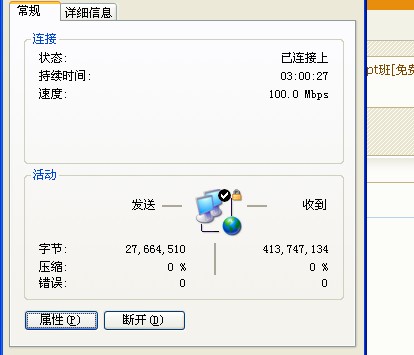 常规 详细信息
连接
状态: 已连接上
持续时间: 03:00:27
速度: 100.0 Mbps
pt班[免费
活动
发送 收到
字节: 27,664,510 413,747,134
压缩: 0 % 0 %
错误: 0 0
属性(P) 断开(D)